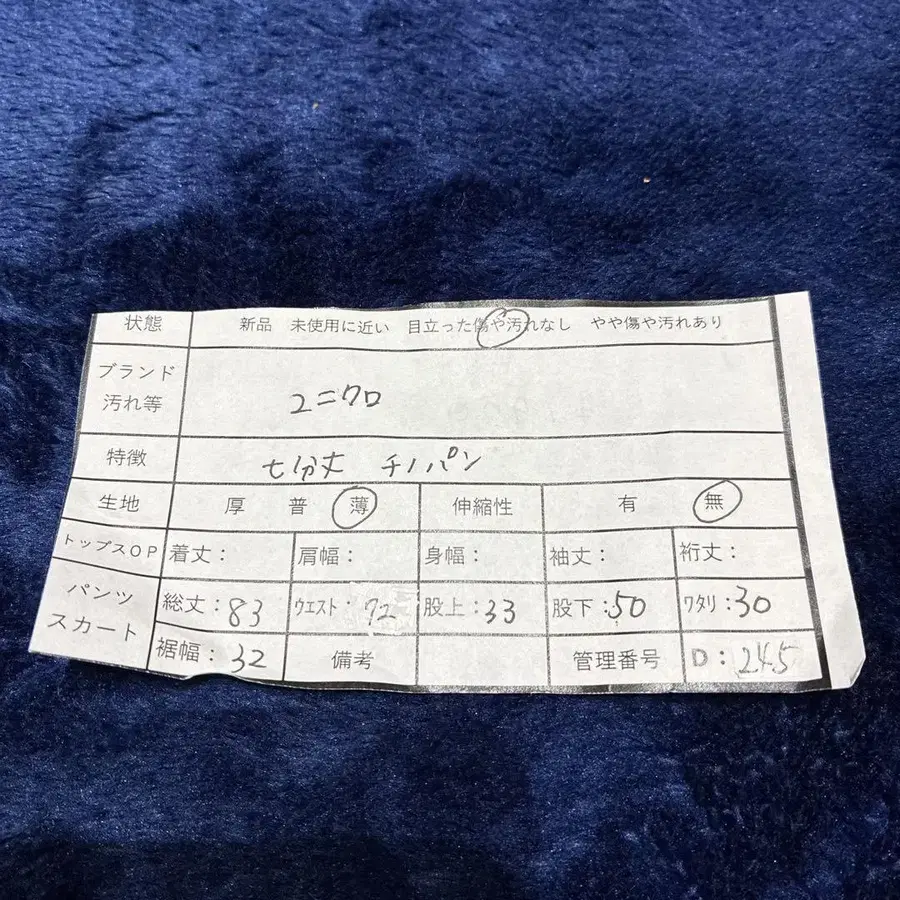 状態 新品 未使用に近い 目立った傷や汚れなし やや傷や汚れあり
ブランド
汚れ等 ユニクロ
特徴 七分丈 チノパン
生地 厚 普 薄 伸縮性 有 無
トップスOP 着丈: 肩幅: 身幅: 袖丈: 裄丈:
パンツ
スカート 総丈:83 ウエスト:72 股上:33 股下:50 ワタリ:30
裾幅:32 備考 管理番号 D:245